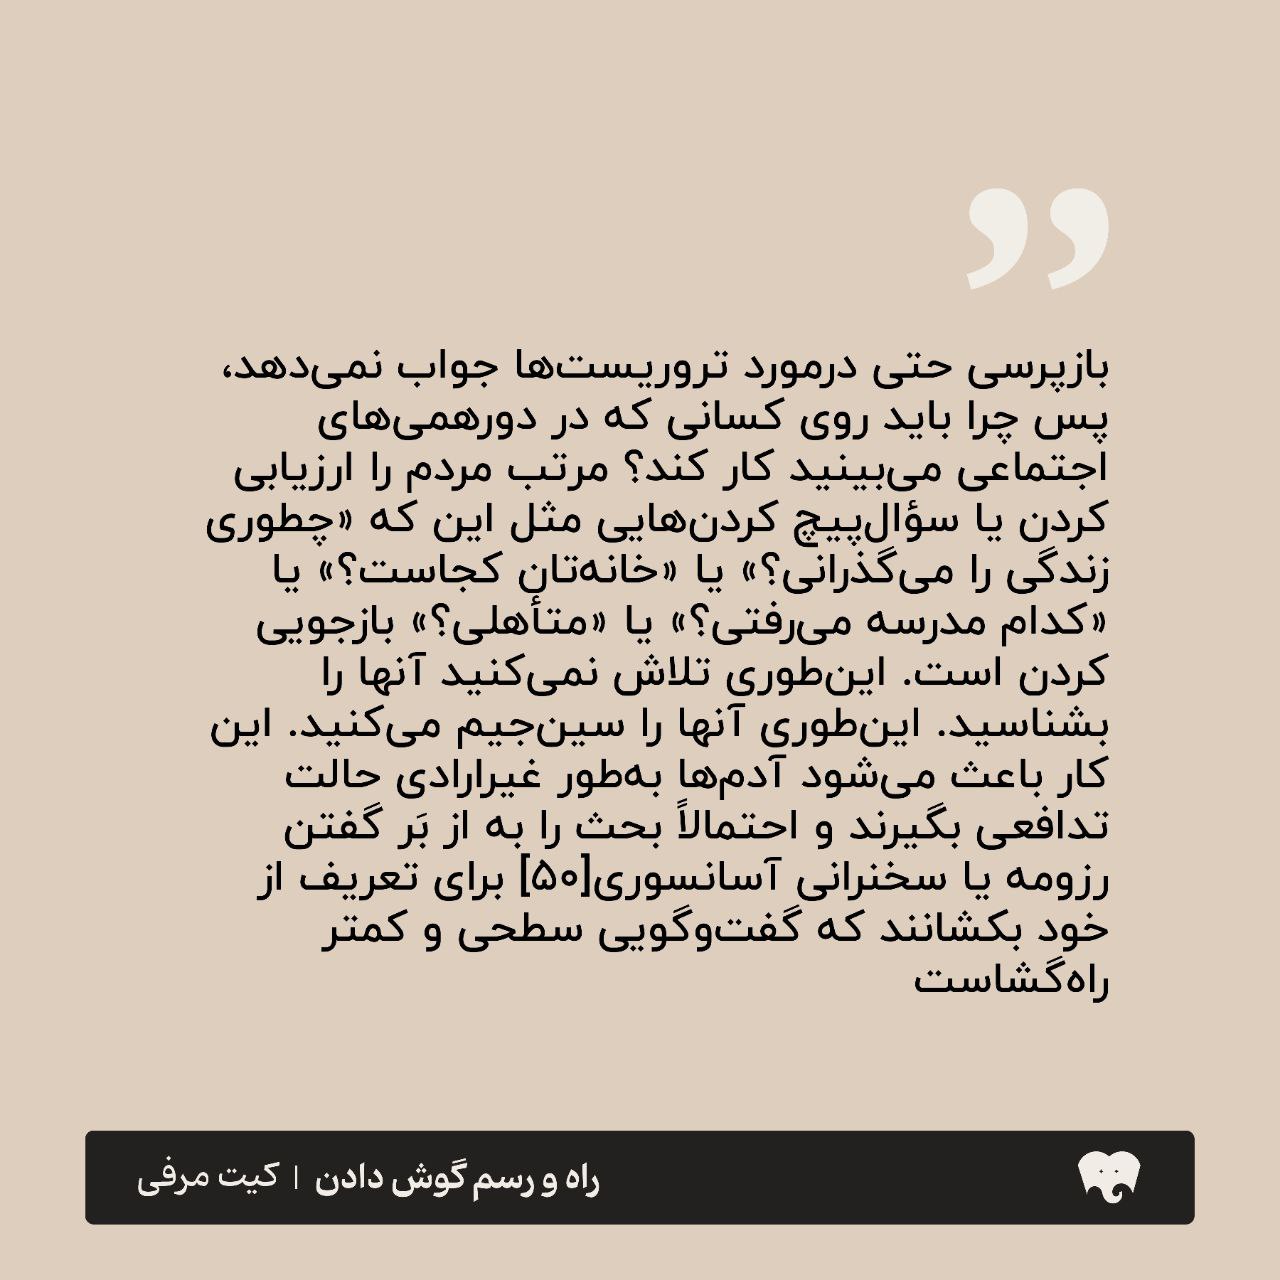 ”
بازپرسی حتی درمورد تروریست‌ها جواب نمی‌دهد،
پس چرا باید روی کسانی که در دورهمی‌های
اجتماعی می‌بینید کار کند؟ مرتب مردم را ارزیابی
کردن یا سؤال‌پیچ کردن‌هایی مثل این که «چطوری
زندگی را می‌گذرانی؟» یا «خانه‌تان کجاست؟» یا
«کدام مدرسه می‌رفتی؟» یا «متأهلی؟» بازجویی
کردن است. این‌طوری تلاش نمی‌کنید آنها را
بشناسید. این‌طوری آنها را سین‌جیم می‌کنید. این
کار باعث می‌شود آدم‌ها به‌طور غیرارادی حالت
تدافعی بگیرند و احتمالاً بحث را به از بَر گفتن
رزومه یا سخنرانی آسانسوری[۵۰] برای تعریف از
خود بکشانند که گفت‌وگویی سطحی و کمتر
راه‌گشاست
راه و رسم گوش دادن | کیت مرفی